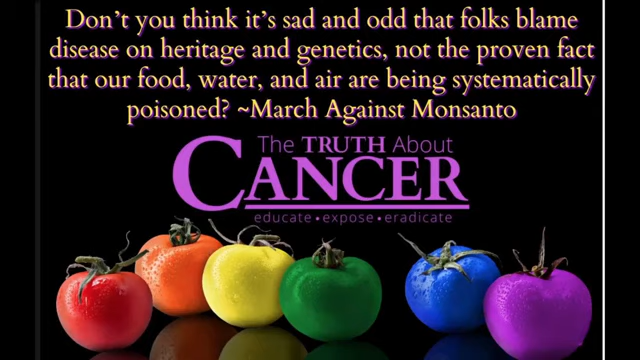 Don't you think it's sad and odd that folks blame
disease on heritage and genetics, not the proven fact
that our food, water, and air are being systematically
poisoned? ~March Against Monsanto
The TRUTH About
CANCER
educate • expose • eradicate